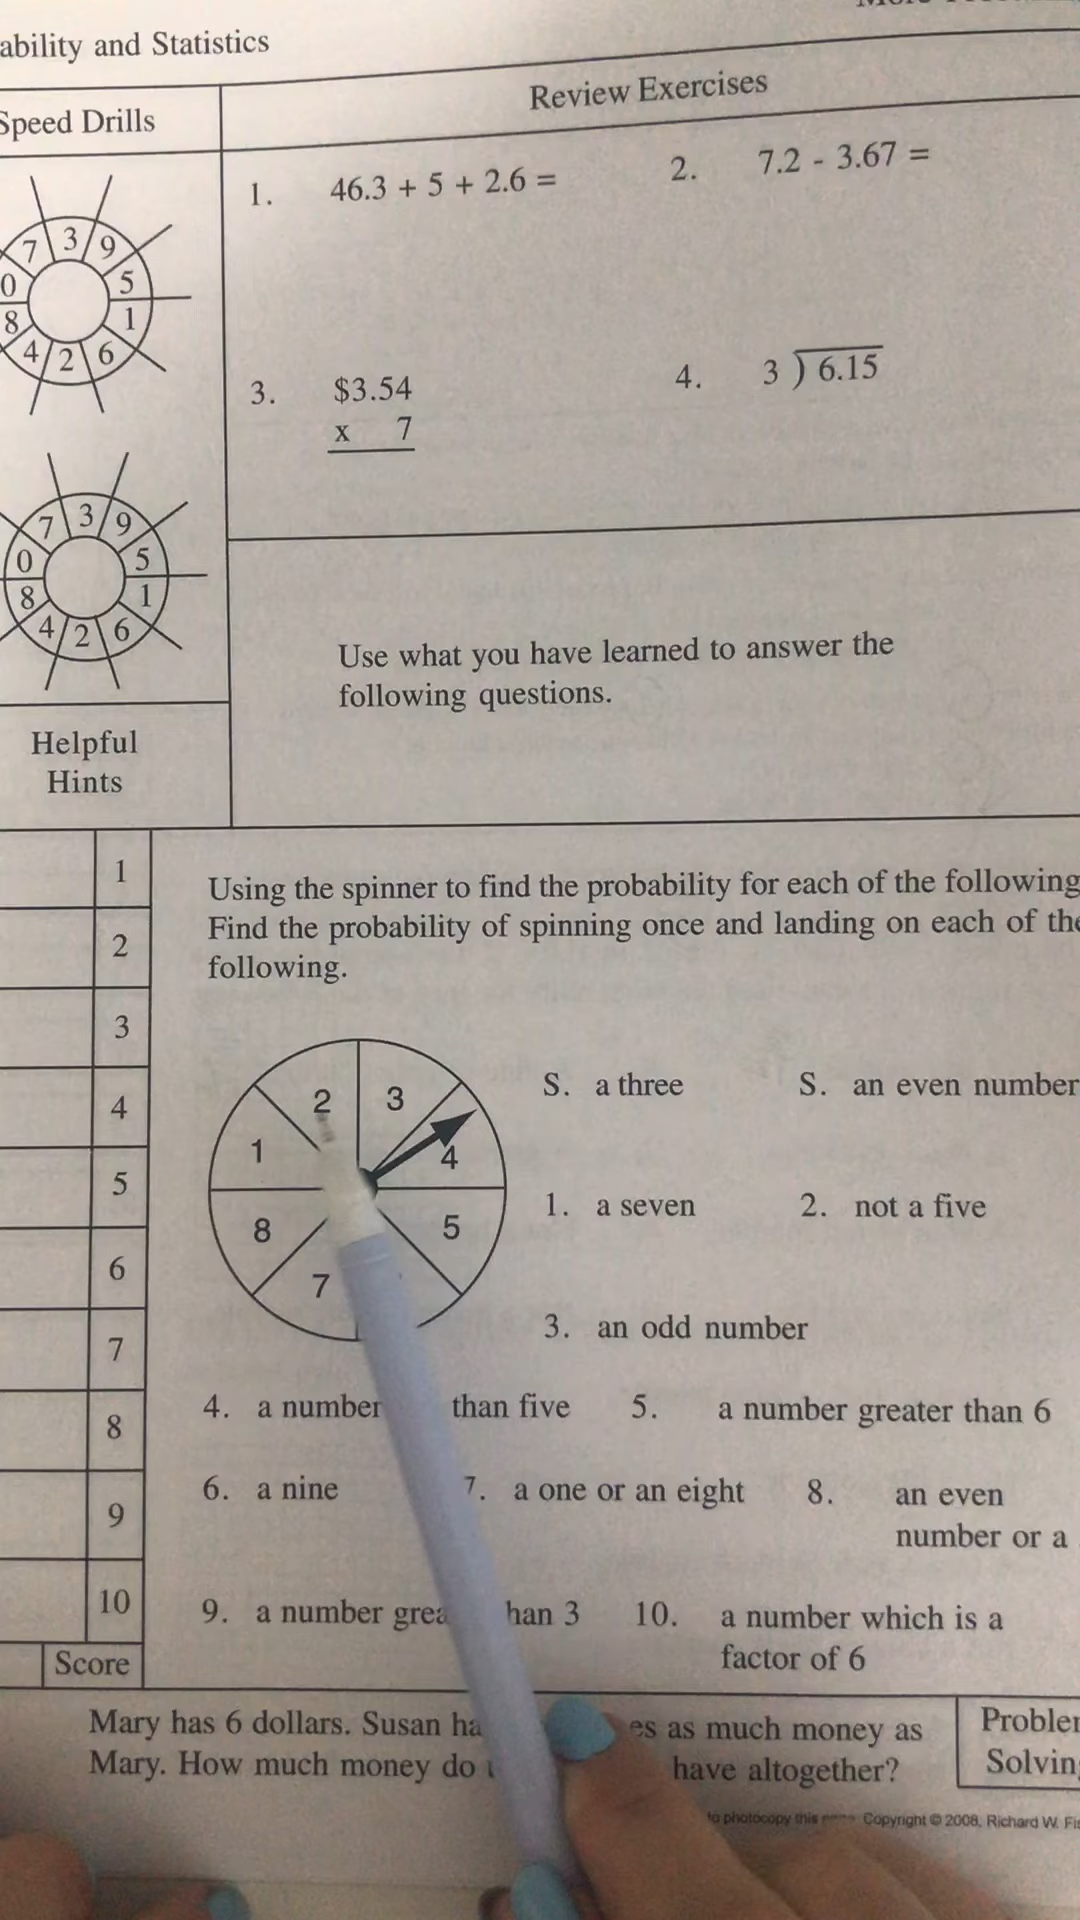 ability and Statistics
Speed Drills
Review Exercises
1. 46.3 + 5 + 2.6 =
2. 7.2 - 3.67 =
7 3 9
0 5
8 1
4 2 6
3. $3.54
x 7
4. 3 ) 6.15
7 3 9
0 5
8 1
4 2 6
Use what you have learned to answer the
following questions.
Helpful
Hints
1
2
3
4
5
6
7
8
9
10
Score
Using the spinner to find the probability for each of the following
Find the probability of spinning once and landing on each of the
following.
2 3
1 4
8 5
7
S. a three
S. an even number
1. a seven
2. not a five
3. an odd number
4. a number than five
5. a number greater than 6
6. a nine
7. a one or an eight
8. an even
number or a
9. a number grea han 3
10. a number which is a
factor of 6
Mary has 6 dollars. Susan ha es as much money as
Mary. How much money do have altogether?
Problem
Solving
to photocopy this Copyright © 2008, Richard W. Fis